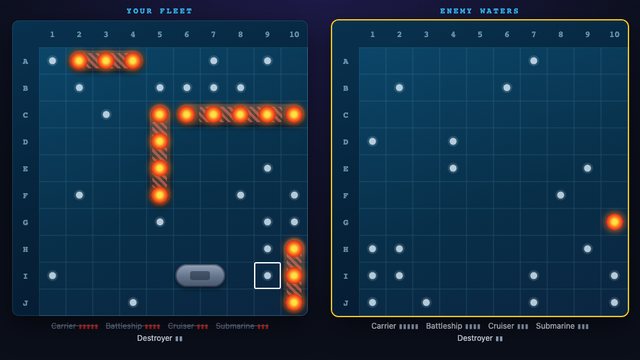 YOUR FLEET
ENEMY WATERS
1 2 3 4 5 6 7 8 9 10
A
B
C
D
E
F
G
H
I
J
1 2 3 4 5 6 7 8 9 10
A
B
C
D
E
F
G
H
I
J
Carrier Battleship Cruiser Submarine
Destroyer
Carrier Battleship Cruiser Submarine
Destroyer